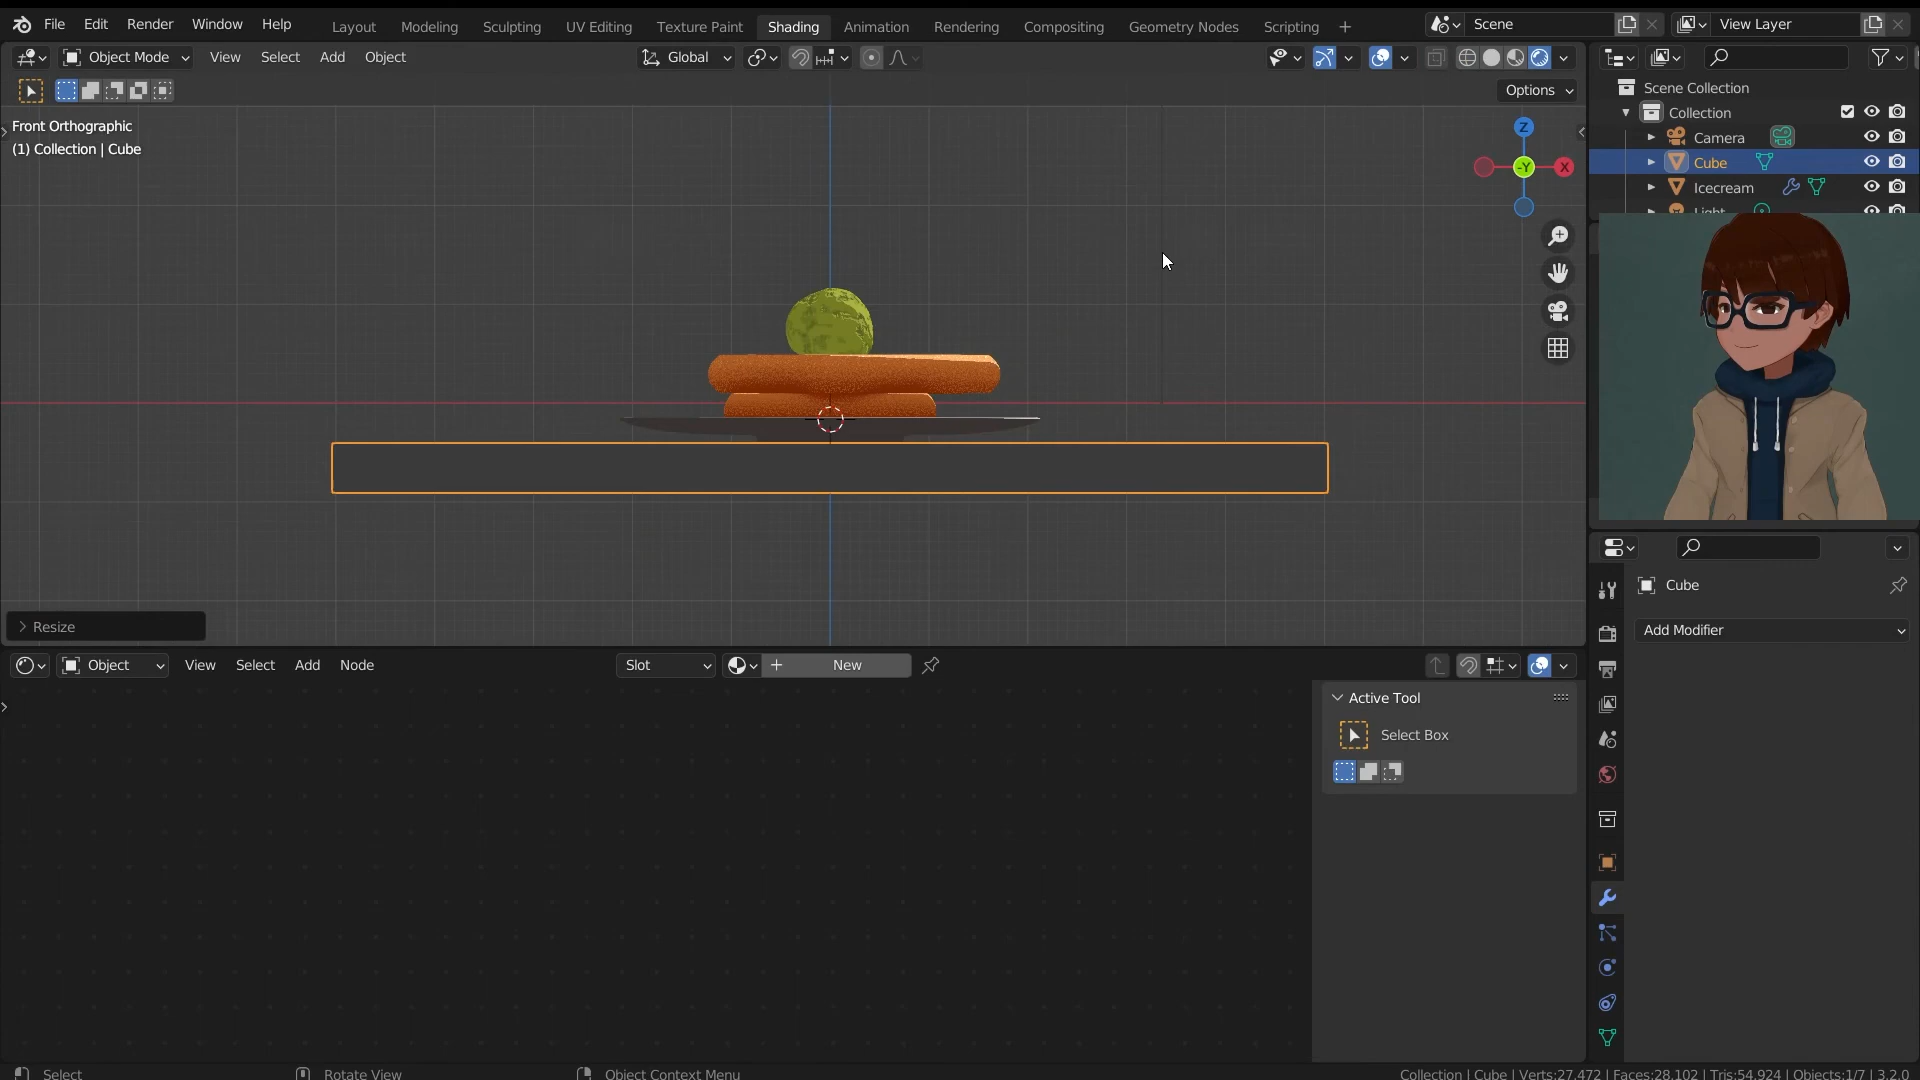 File Edit Render Window Help
Layout Modeling Sculpting UV Editing Texture Paint Shading Animation Rendering Compositing Geometry Nodes Scripting +
Scene
View Layer
Object Mode View Select Add Object
Global
Options
Front Orthographic
(1) Collection | Cube
Z
-Y
X
Scene Collection
Collection
Camera
Cube
Icecream
Light
Resize
Object View Select Add Node
Slot
New
Active Tool
Select Box
Cube
Add Modifier
Select
Rotate View
Object Context Menu
Collection | Cube | Verts:27,472 | Faces:28,102 | Tris:54,924 | Objects:1/7 | 3.2.0